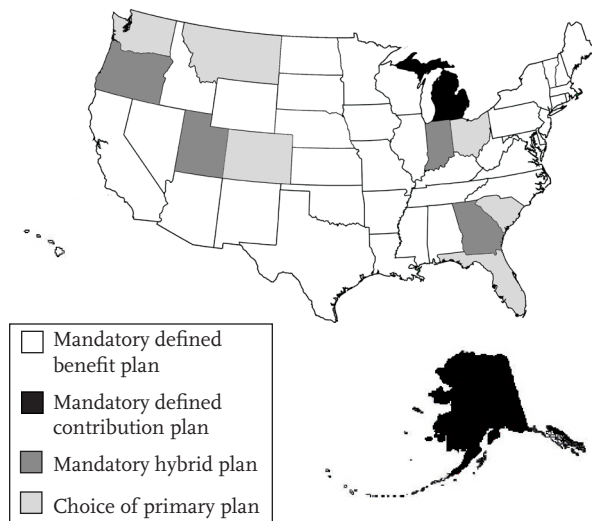 Mandatory defined
benefit plan
Mandatory defined
contribution plan
Mandatory hybrid plan
Choice of primary plan